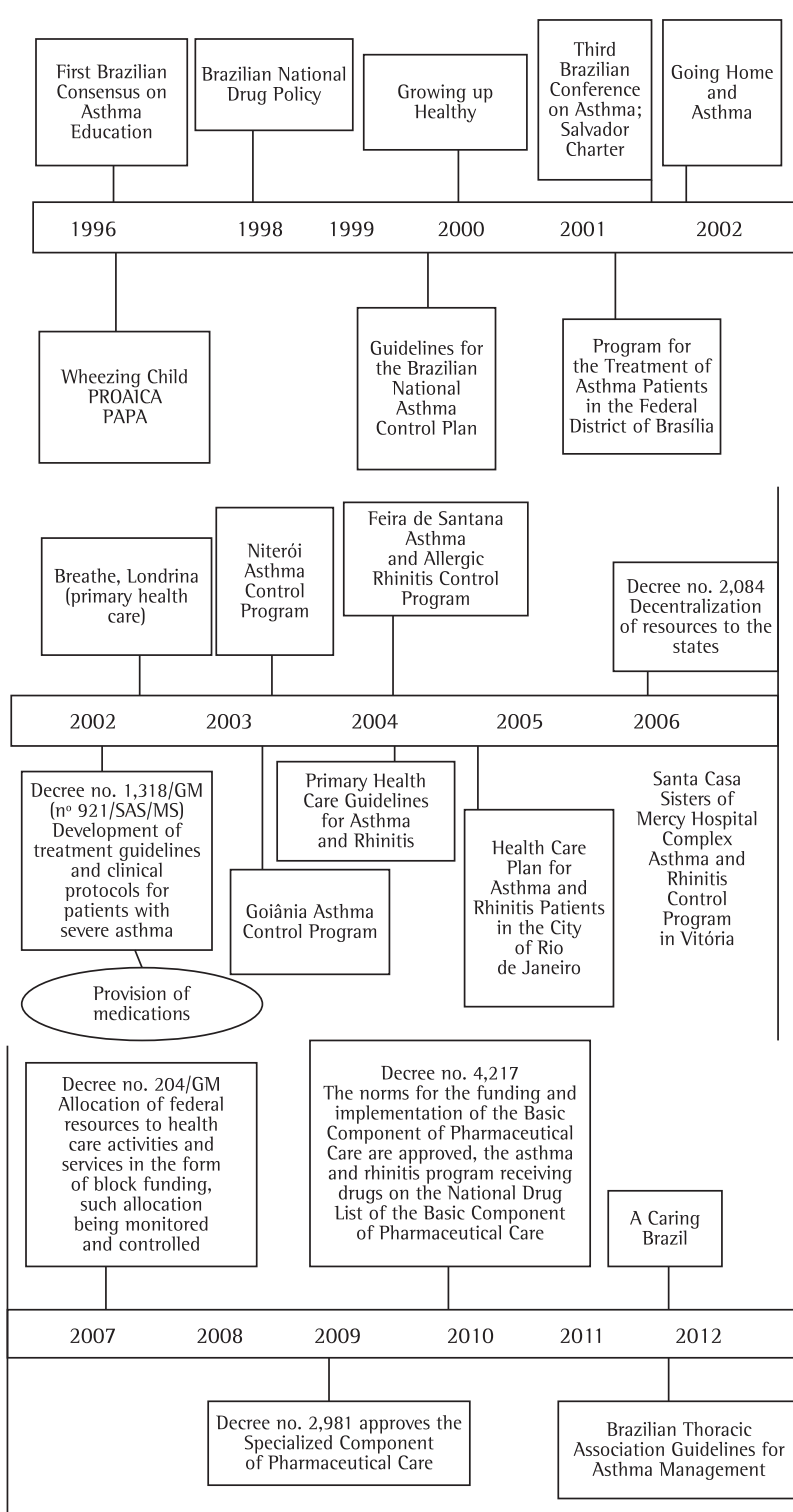 First Brazilian
Consensus on
Asthma
Education
Brazilian National
Drug Policy
Growing up
Healthy
Third
Brazilian
Conference
on Asthma;
Salvador
Charter
Going Home
and
Asthma
1996 1998 1999 2000 2001 2002
Wheezing Child
PROAICA
PAPA
Guidelines for
the Brazilian
National
Asthma
Control Plan
Program for
the Treatment of
Asthma Patients
in the Federal
District of Brasília
Breathe, Londrina
(primary health
care)
Niterói
Asthma
Control
Program
Feira de Santana
Asthma
and Allergic
Rhinitis Control
Program
Decree no. 2,084
Decentralization
of resources to the
states
2002 2003 2004 2005 2006
Decree no. 1,318/GM
(nº 921/SAS/MS)
Development of
treatment guidelines
and clinical
protocols for
patients with
severe asthma
Provision of
medications
Goiânia Asthma
Control Program
Primary Health
Care Guidelines
for Asthma
and Rhinitis
Health Care
Plan for
Asthma and
Rhinitis Patients
in the City
of Rio
de Janeiro
Santa Casa
Sisters of
Mercy Hospital
Complex
Asthma and
Rhinitis
Control
Program
in Vitória
Decree no. 204/GM
Allocation of federal
resources to health
care activities and
services in the form
of block funding,
such allocation
being monitored
and controlled
Decree no. 4,217
The norms for the funding and
implementation of the Basic
Component of Pharmaceutical
Care are approved, the asthma
and rhinitis program receiving
drugs on the National Drug
List of the Basic Component
of Pharmaceutical Care
A Caring
Brazil
2007 2008 2009 2010 2011 2012
Decree no. 2,981 approves the
Specialized Component
of Pharmaceutical Care
Brazilian Thoracic
Association Guidelines for
Asthma Management